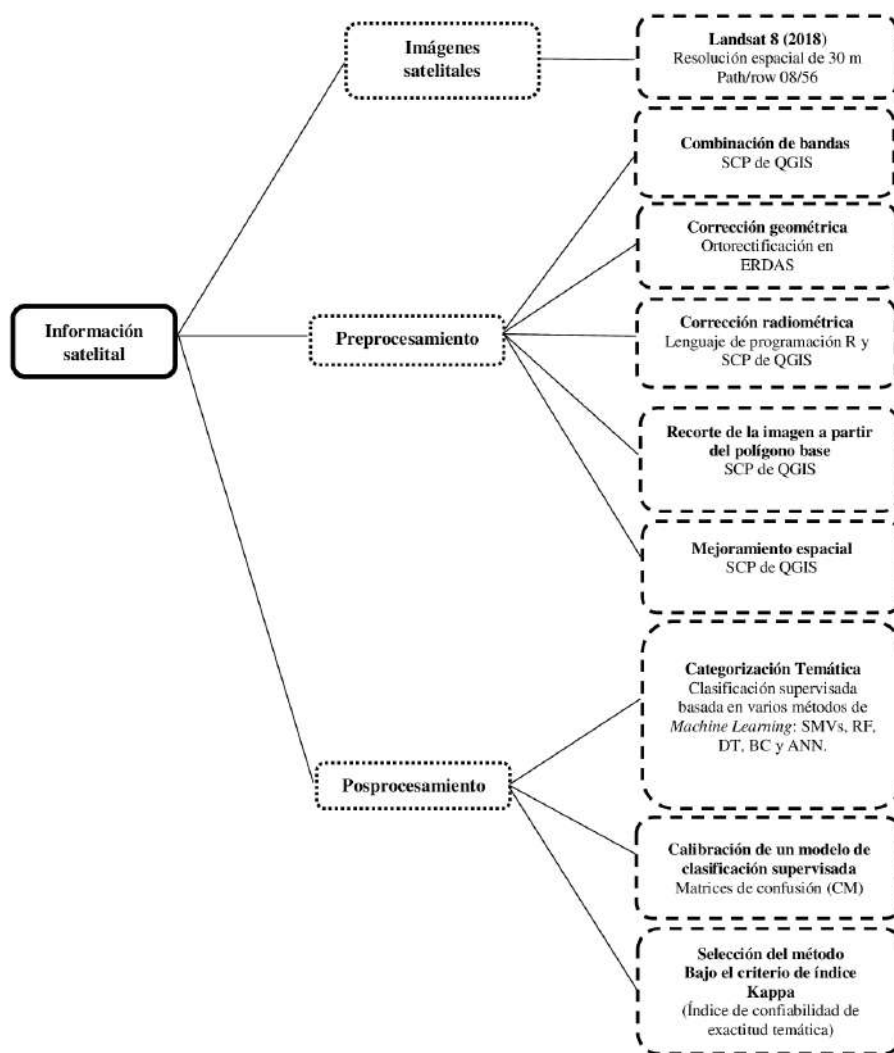 Imágenes
satelitales
Landsat 8 (2018)
Resolución espacial de 30 m
Path/row 08/56
Combinación de bandas
SCP de QGIS
Corrección geométrica
Ortorectificación en
ERDAS
Información
satelital
Preprocesamiento
Corrección radiométrica
Lenguaje de programación R y
SCP de QGIS
Recorte de la imagen a partir
del polígono base
SCP de QGIS
Mejoramiento espacial
SCP de QGIS
Posprocesamiento
Categorización Temática
Clasificación supervisada
basada en varios métodos de
Machine Learning: SMVs, RF,
DT, BC y ANN.
Calibración de un modelo de
clasificación supervisada
Matrices de confusión (CM)
Selección del método
Bajo el criterio de índice
Kappa
(Índice de confiabilidad de
exactitud temática)